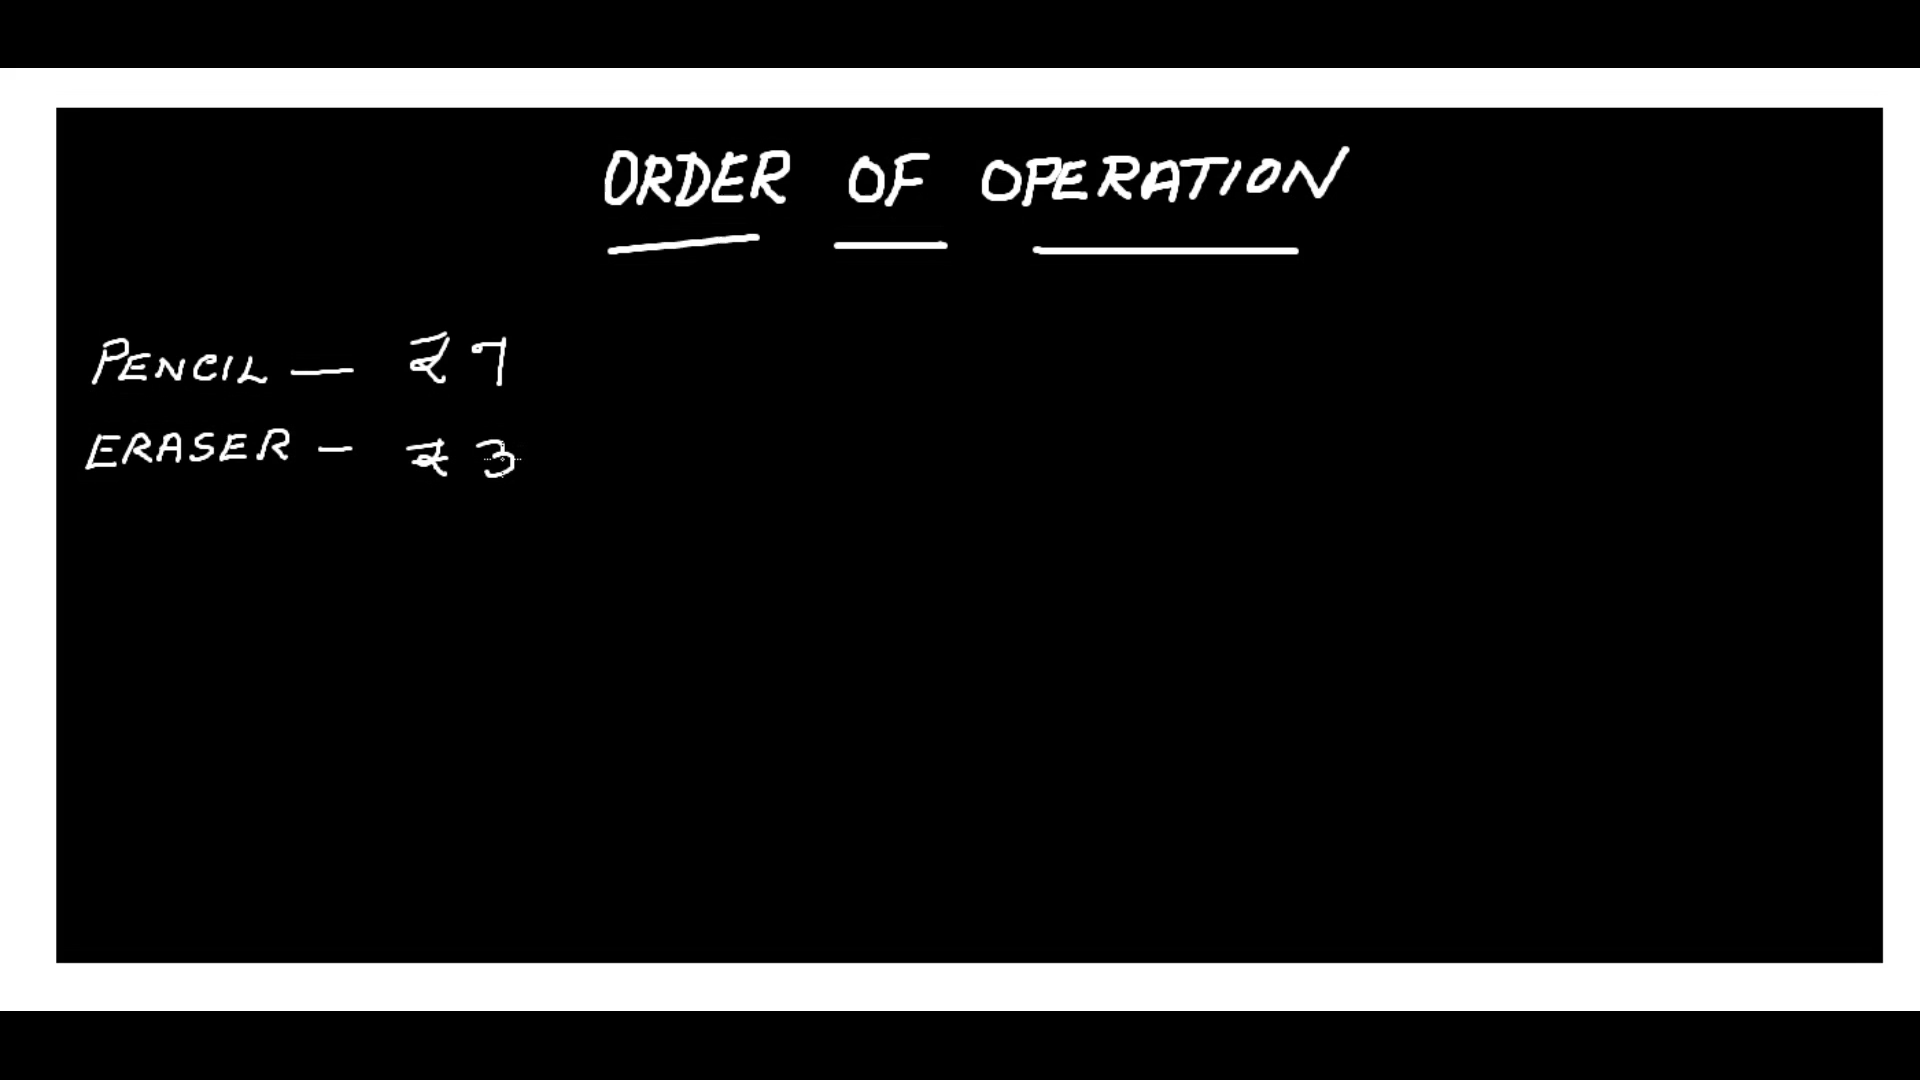 ORDER OF OPERATION
PENCIL — ₹ 7
ERASER — ₹ 3